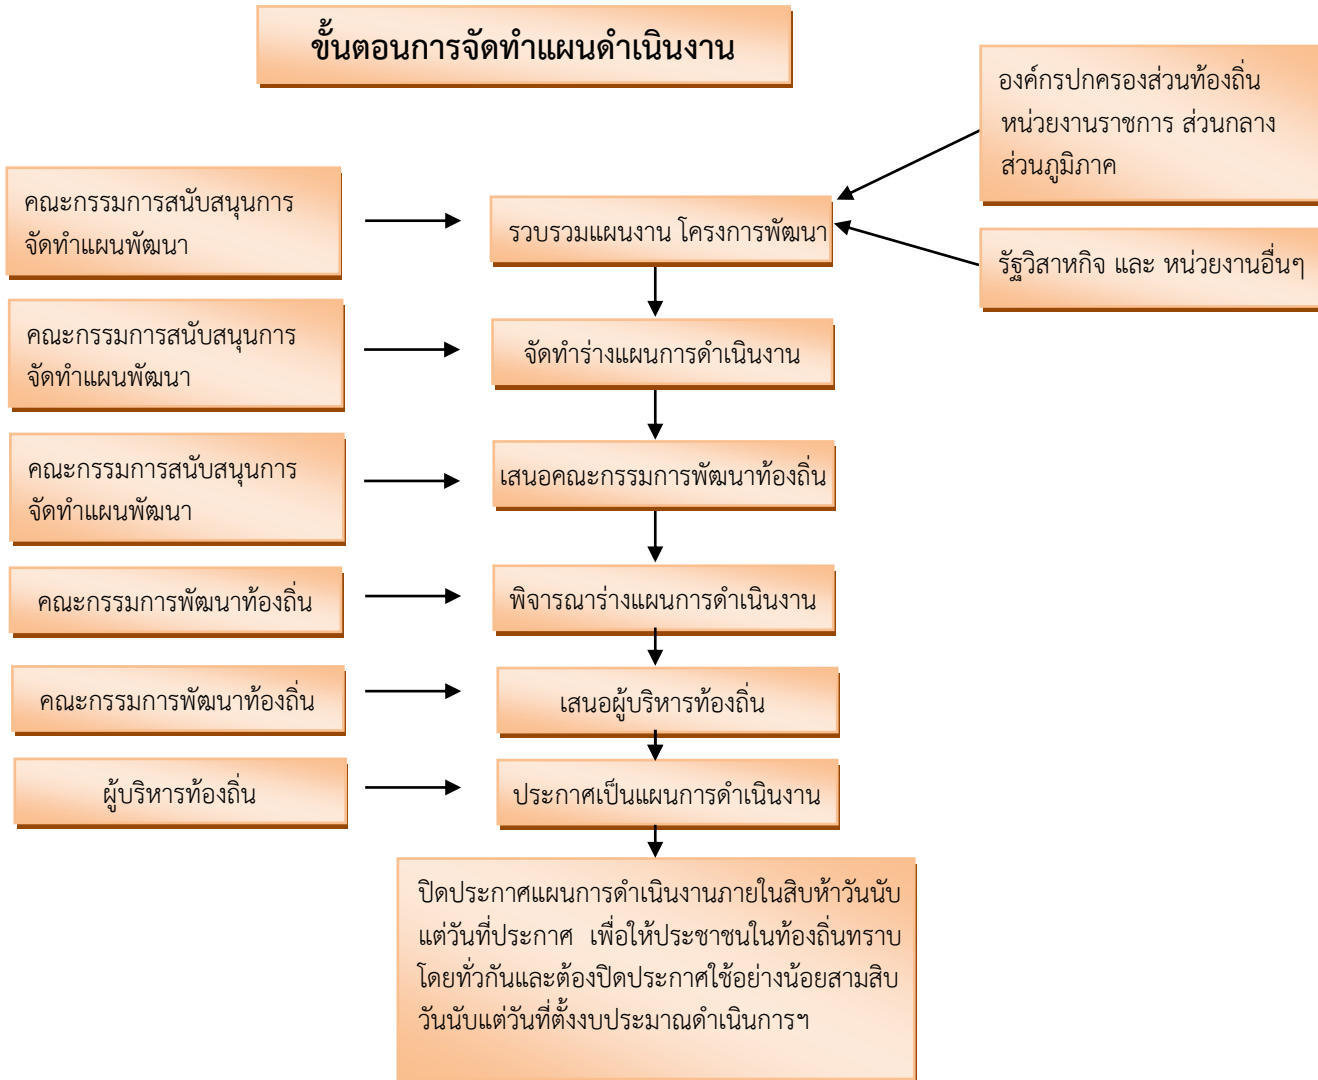 ขั้นตอนการจัดทำแผนดำเนินงาน
องค์กรปกครองส่วนท้องถิ่น
หน่วยงานราชการ ส่วนกลาง
ส่วนภูมิภาค
รัฐวิสาหกิจ และ หน่วยงานอื่นๆ
คณะกรรมการสนับสนุนการ
จัดทำแผนพัฒนา
รวบรวมแผนงาน โครงการพัฒนา
คณะกรรมการสนับสนุนการ
จัดทำแผนพัฒนา
จัดทำร่างแผนการดำเนินงาน
คณะกรรมการสนับสนุนการ
จัดทำแผนพัฒนา
เสนอคณะกรรมการพัฒนาท้องถิ่น
คณะกรรมการพัฒนาท้องถิ่น
พิจารณาร่างแผนการดำเนินงาน
คณะกรรมการพัฒนาท้องถิ่น
เสนอผู้บริหารท้องถิ่น
ผู้บริหารท้องถิ่น
ประกาศเป็นแผนการดำเนินงาน
ปิดประกาศแผนการดำเนินงานภายในสิบห้าวันนับ
แต่วันที่ประกาศ เพื่อให้ประชาชนในท้องถิ่นทราบ
โดยทั่วกันและต้องปิดประกาศใช้อย่างน้อยสามสิบ
วันนับแต่วันที่ตั้งงบประมาณดำเนินการฯ